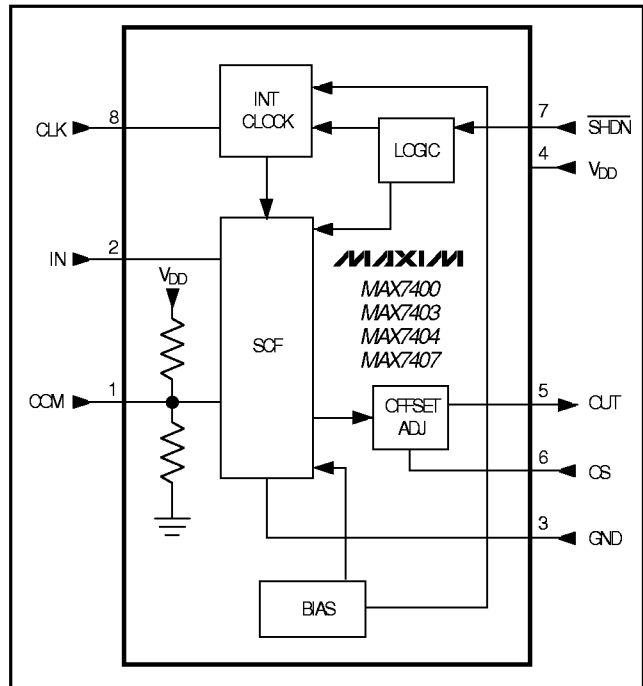 INT
CLOCK
CLK
8
7
SHDN
LOGIC
4
VDD
IN
2
MAXIM
VDD
MAX7400
MAX7403
MAX7404
MAX7407
SCF
COM
1
OFFSET
ADJ
5
OUT
6
OS
3
GND
BIAS